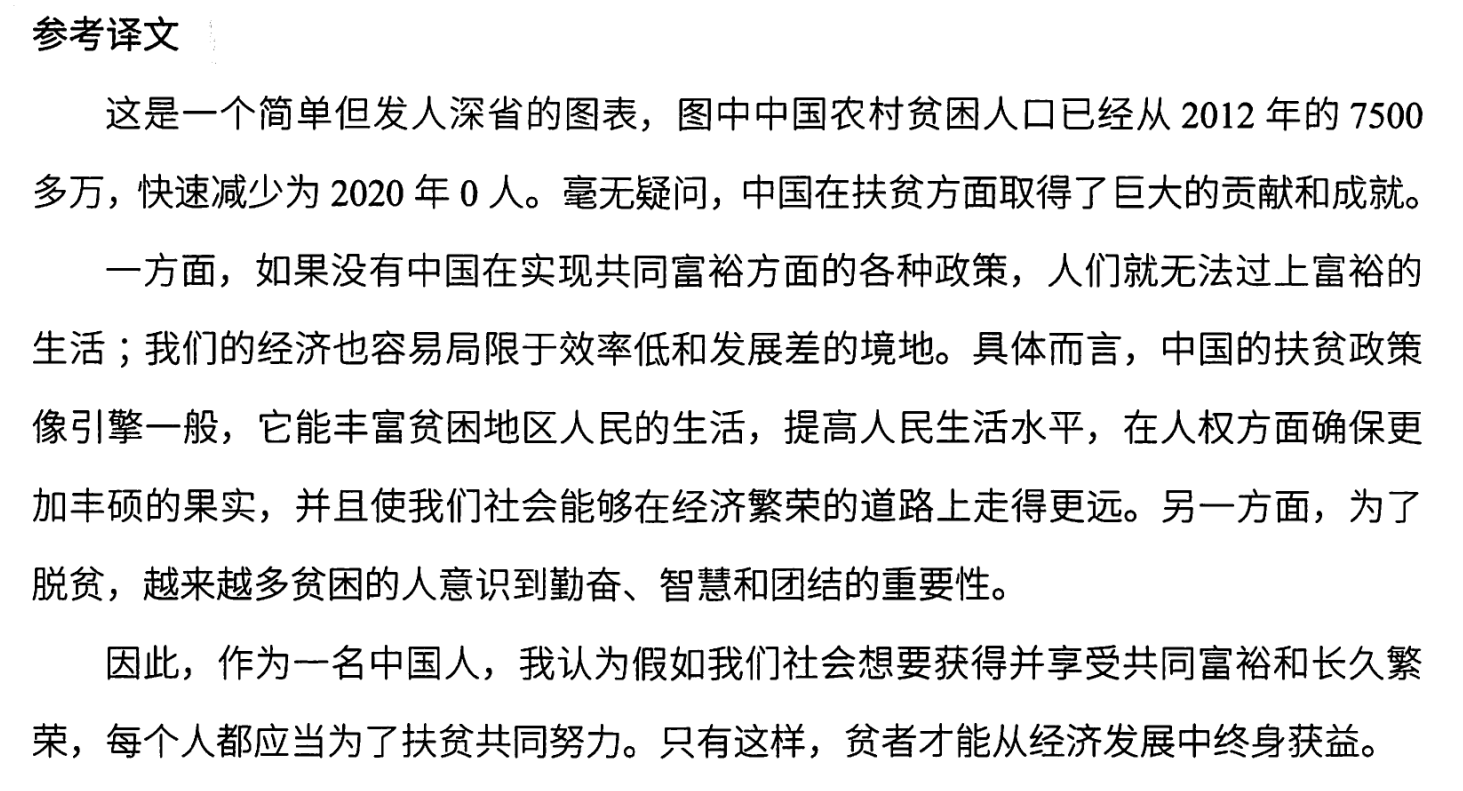 参考译文
这是一个简单但发人深省的图表，图中中国农村贫困人口已经从 2012 年的 7500
多万，快速减少为 2020 年 0 人。毫无疑问，中国在扶贫方面取得了巨大的贡献和成就。
一方面，如果没有中国在实现共同富裕方面的各种政策，人们就无法过上富裕的
生活；我们的经济也容易局限于效率低和发展差的境地。具体而言，中国的扶贫政策
像引擎一般，它能丰富贫困地区人民的生活，提高人民生活水平，在人权方面确保更
加丰硕的果实，并且使我们社会能够在经济繁荣的道路上走得更远。另一方面，为了
脱贫，越来越多贫困的人意识到勤奋、智慧和团结的重要性。
因此，作为一名中国人，我认为假如我们社会想要获得并享受共同富裕和长久繁
荣，每个人都应当为了扶贫共同努力。只有这样，贫者才能从经济发展中终身获益。